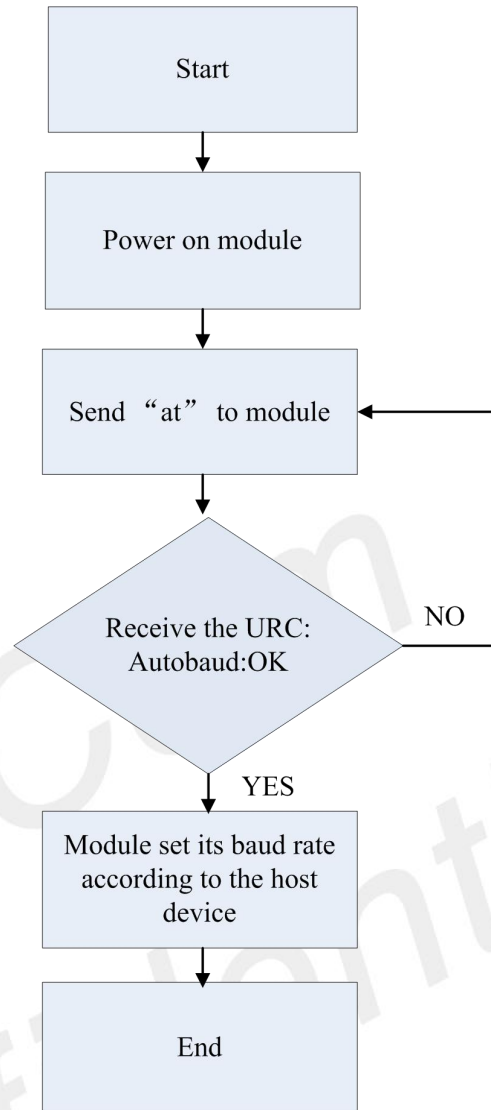 Start
Power on module
Send “at” to module
Receive the URC:
Autobaud:OK
NO
YES
Module set its baud rate
according to the host
device
End